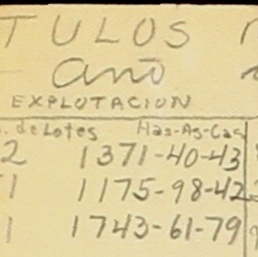 TULOS
año
EXPLOTACION
de Lotes Has-As-Cas
2 1371-40-43
1 1175-98-42
1 1743-61-79